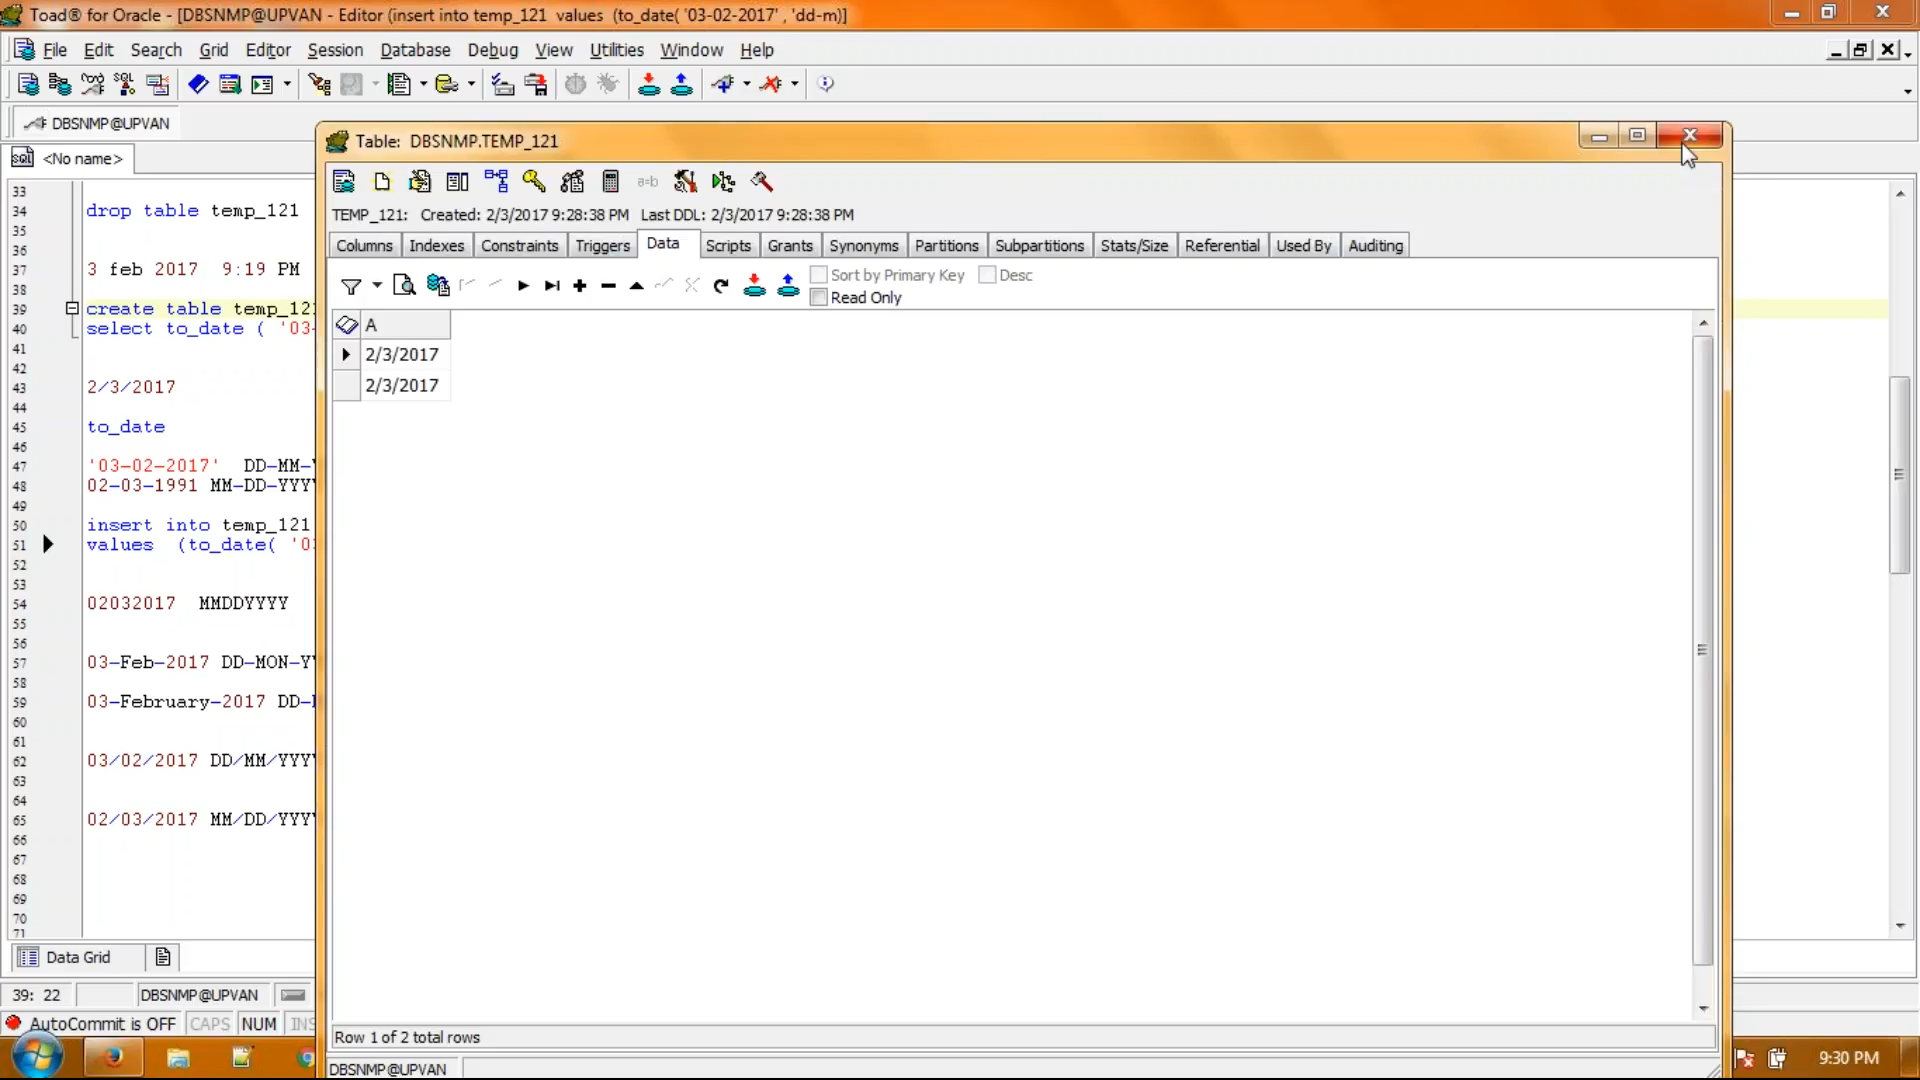 Toad® for Oracle - [DBSNMP@UPVAN - Editor (insert into temp_121 values (to_date( '03-02-2017' , 'dd-m)]
File Edit Search Grid Editor Session Database Debug View Utilities Window Help
DBSNMP@UPVAN
<No name>
Table: DBSNMP.TEMP_121
TEMP_121: Created: 2/3/2017 9:28:38 PM Last DDL: 2/3/2017 9:28:38 PM
Columns Indexes Constraints Triggers Data Scripts Grants Synonyms Partitions Subpartitions Stats/Size Referential Used By Auditing
Sort by Primary Key Desc
Read Only
A
2/3/2017
2/3/2017
Row 1 of 2 total rows
DBSNMP@UPVAN
33
34 drop table temp_121
35
36
37 3 feb 2017 9:19 PM
38
39 create table temp_121
40 select to_date ( '03-
41
42
43 2/3/2017
44
45 to_date
46
47 '03-02-2017' DD-MM-Y
48 02-03-1991 MM-DD-YYYY
49
50 insert into temp_121
51 values (to_date( '03
52
53
54 02032017 MMDDYYYY
55
56
57 03-Feb-2017 DD-MON-YY
58
59 03-February-2017 DD-
60
61
62 03/02/2017 DD/MM/YYYY
63
64
65 02/03/2017 MM/DD/YYYY
66
67
68
69
70
71
Data Grid
39: 22 DBSNMP@UPVAN
AutoCommit is OFF CAPS NUM INS
9:30 PM